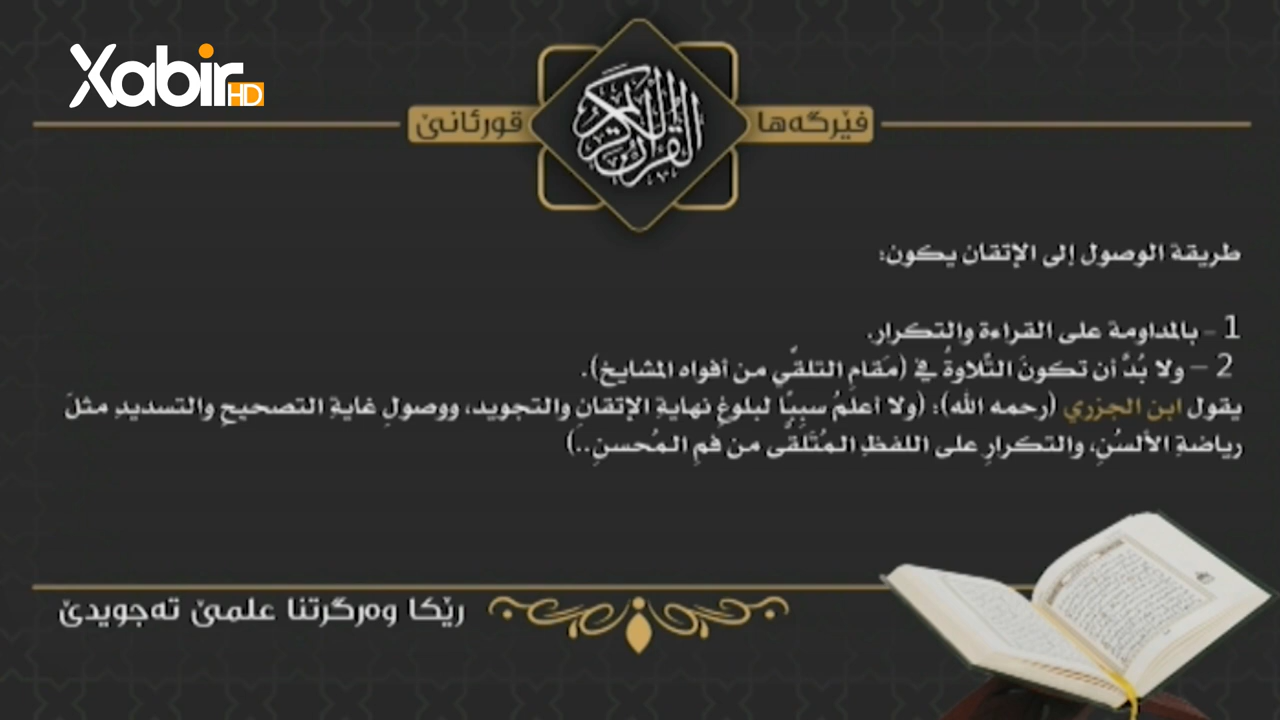 Xabir HD
فێرگەها قورئانێ
القرآن الكريم
طريقة الوصول إلى الإتقان يكون:
1 - بالمداومة على القراءة والتكرار.
2 – ولا بُدَّ أن تكونَ التِّلاوةُ في (مَقامِ التلقِّي من أفواه المشايخ).
يقول ابن الجزري (رحمه الله): (ولا أعلمُ سببًا لبلوغِ نهايةِ الإتقانِ والتجويد، ووصولِ غايةِ التصحيحِ والتسديدِ مثلَ
رياضةِ الألسُنِ، والتكرارِ على اللفظِ المُتَلَقَّى من فمِ المُحسنِ..)
رێکا وەرگرتنا علمێ تەجویدێ